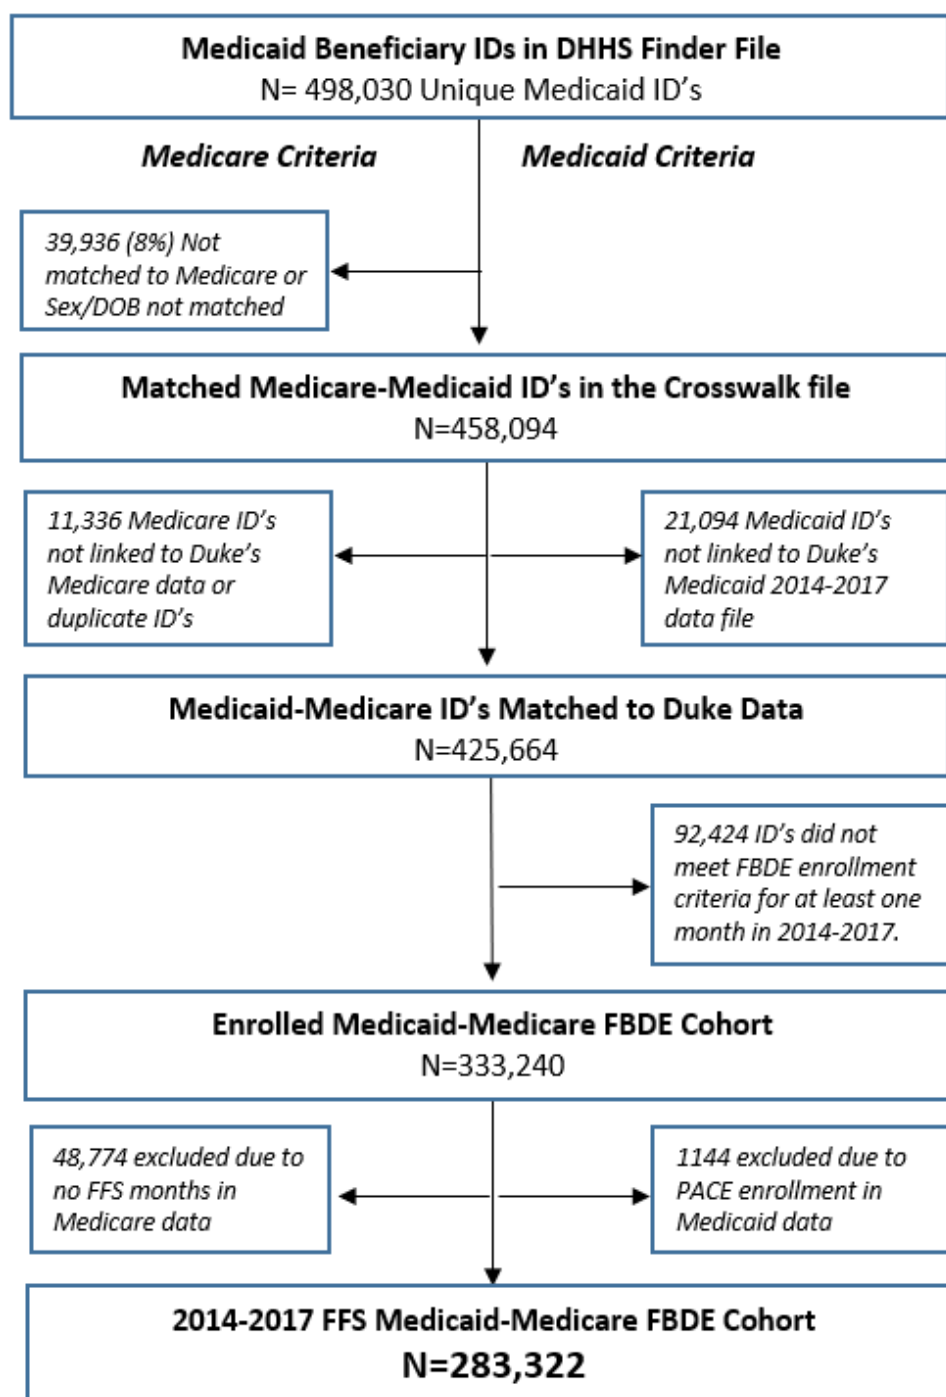 Medicaid Beneficiary IDs in DHHS Finder File
N= 498,030 Unique Medicaid ID’s
Medicare Criteria
Medicaid Criteria
39,936 (8%) Not
matched to Medicare or
Sex/DOB not matched
Matched Medicare-Medicaid ID’s in the Crosswalk file
N=458,094
11,336 Medicare ID’s
not linked to Duke’s
Medicare data or
duplicate ID’s
21,094 Medicaid ID’s
not linked to Duke’s
Medicaid 2014-2017
data file
Medicaid-Medicare ID’s Matched to Duke Data
N=425,664
92,424 ID’s did not
meet FBDE enrollment
criteria for at least one
month in 2014-2017.
Enrolled Medicaid-Medicare FBDE Cohort
N=333,240
48,774 excluded due to
no FFS months in
Medicare data
1144 excluded due to
PACE enrollment in
Medicaid data
2014-2017 FFS Medicaid-Medicare FBDE Cohort
N=283,322